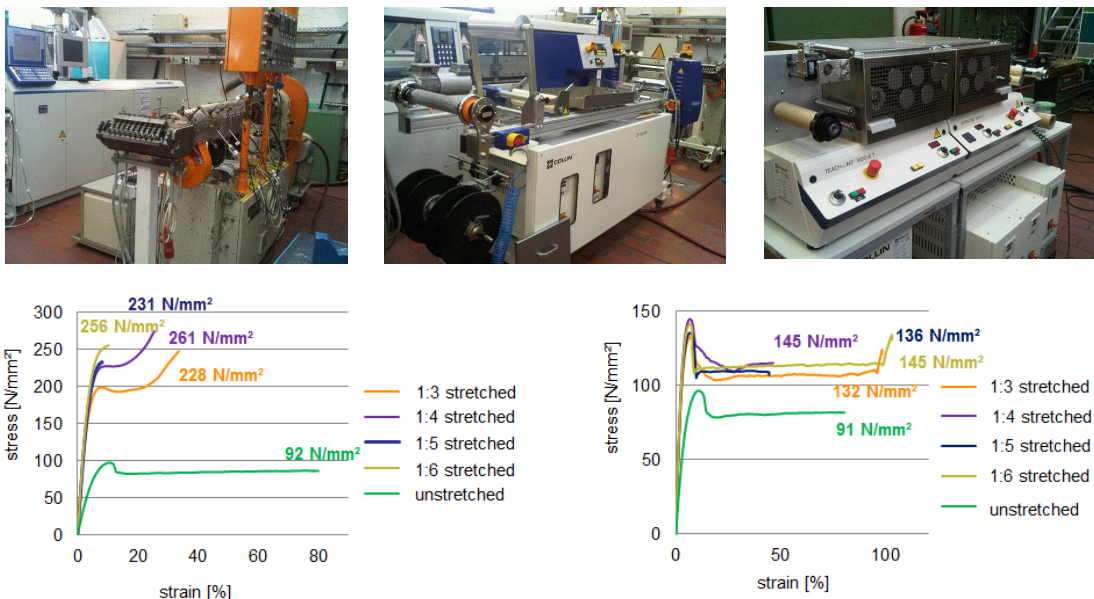 COLLIN
TEACH-LINE® MDO-B T
COLLIN
231 N/mm²
256 N/mm²
261 N/mm²
228 N/mm²
92 N/mm²
300
250
200
150
100
50
0
stress [N/mm²]
0 20 40 60 80
strain [%]
1:3 stretched
1:4 stretched
1:5 stretched
1:6 stretched
unstretched
145 N/mm²
136 N/mm²
145 N/mm²
132 N/mm²
91 N/mm²
150
100
50
0
stress [N/mm²]
0 50 100
strain [%]
1:3 stretched
1:4 stretched
1:5 stretched
1:6 stretched
unstretched